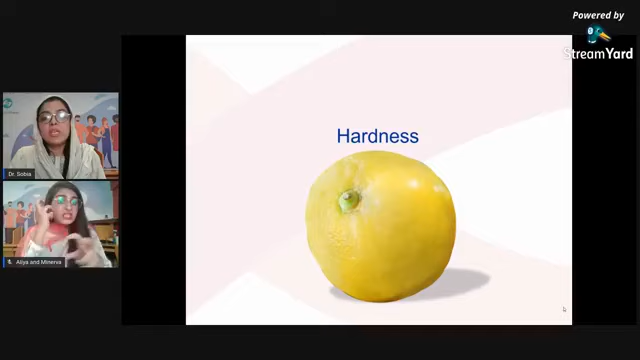 Powered by
StreamYard
Hardness
Dr. Sobia
Aliya and Minerva